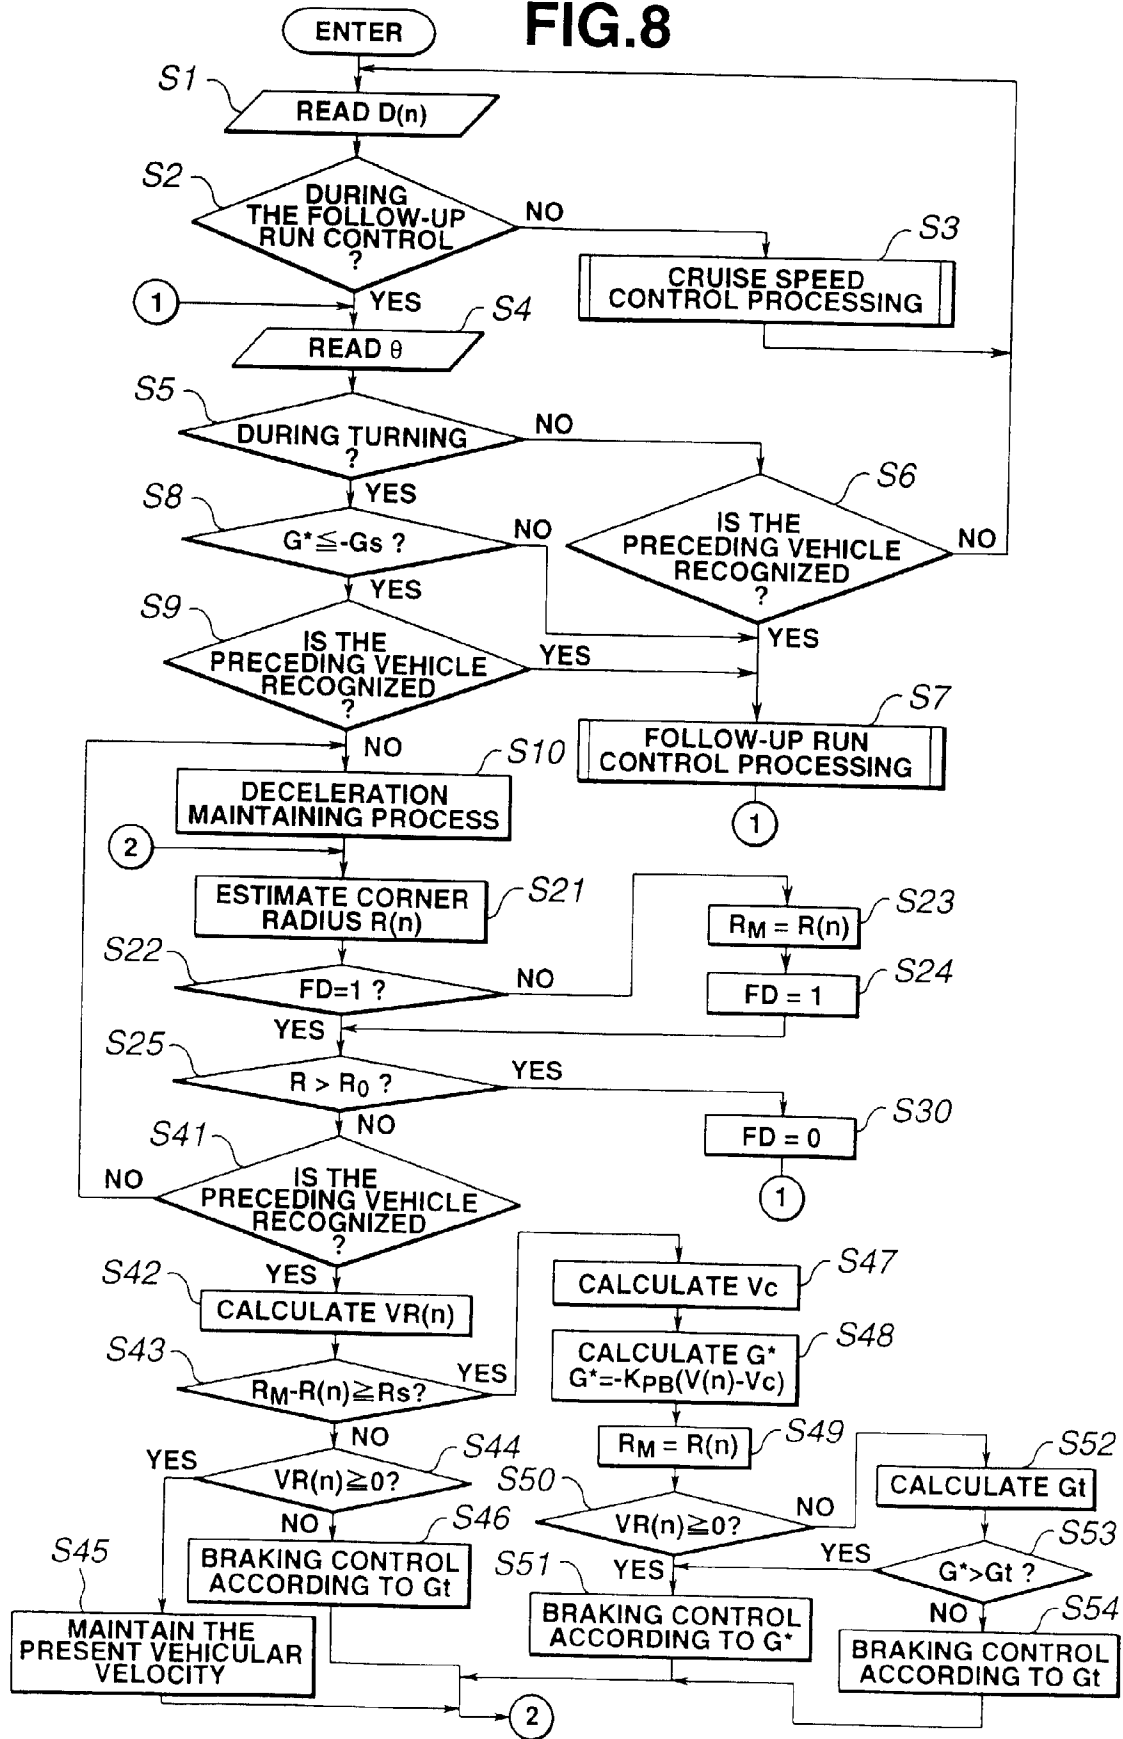 FIG.8
ENTER
S1
READ D(n)
S2
DURING
THE FOLLOW-UP
RUN CONTROL
?
NO
S3
CRUISE SPEED
CONTROL PROCESSING
1
YES
S4
READ θ
S5
DURING TURNING
?
NO
YES
S6
IS THE
PRECEDING VEHICLE
RECOGNIZED
?
NO
YES
S8
G*≦-Gs ?
NO
YES
S9
IS THE
PRECEDING VEHICLE
RECOGNIZED
?
YES
NO
S7
FOLLOW-UP RUN
CONTROL PROCESSING
1
S10
DECELERATION
MAINTAINING PROCESS
2
S21
ESTIMATE CORNER
RADIUS R(n)
S22
FD=1 ?
NO
YES
S23
RM = R(n)
S24
FD = 1
S25
R > R0 ?
YES
NO
S30
FD = 0
1
S41
IS THE
PRECEDING VEHICLE
RECOGNIZED
?
NO
YES
S42
CALCULATE VR(n)
S43
RM-R(n)≧Rs?
YES
NO
S44
VR(n)≧0?
YES
NO
S45
MAINTAIN THE
PRESENT VEHICULAR
VELOCITY
S46
BRAKING CONTROL
ACCORDING TO Gt
S47
CALCULATE Vc
S48
CALCULATE G*
G*=-KPB(V(n)-Vc)
S49
RM = R(n)
S50
VR(n)≧0?
NO
YES
S51
BRAKING CONTROL
ACCORDING TO G*
S52
CALCULATE Gt
S53
G*>Gt ?
YES
NO
S54
BRAKING CONTROL
ACCORDING TO Gt
2